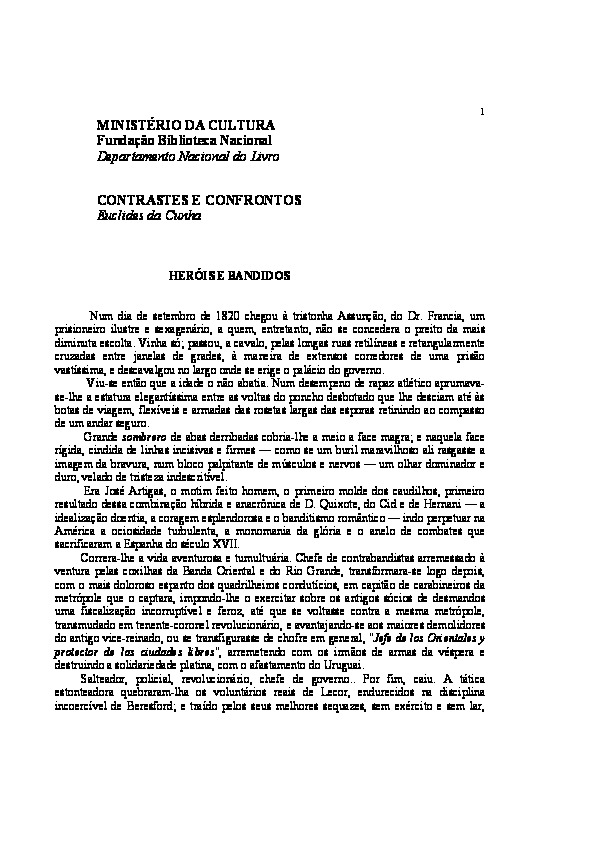 1
MINISTÉRIO DA CULTURA
Fundação Biblioteca Nacional
Departamento Nacional do Livro
CONTRASTES E CONFRONTOS
Euclides da Cunha
HERÓIS E BANDIDOS
Num dia de setembro de 1820 chegou à tristonha Assunção, do Dr. Francia, um
prisioneiro ilustre e sexagenário, a quem, entretanto, não se concedera o preito da mais
diminuta escolta. Vinha só; passou, a cavalo, pelas longas ruas retilíneas e retangularmente
cruzadas entre janelas de grades, à maneira de extensos corredores de uma prisão
vastíssima, e descavalgou no largo onde se erige o palácio do governo.
Viu-se então que a idade o não abatia. Num desempeno de rapaz atlético aprumava-
se-lhe a estatura elegantíssima entre as voltas do poncho desbotado que lhe desciam até às
botas de viagem, flexíveis e armadas das rosetas largas das esporas retinindo ao compasso
de um andar seguro.
Grande sombrero de abas derribadas cobria-lhe a meio a face magra; e naquela face
rígida, cindida de linhas incisivas e firmes — como se um buril maravilhoso ali rasgasse a
imagem da bravura, num bloco palpitante de músculos e nervos — um olhar dominador e
duro, velado de tristeza indescritível.
Era José Artigas, o motim feito homem, o primeiro molde dos caudilhos, primeiro
resultado dessa combinação híbrida e anacrônica de D. Quixote, do Cid e de Hernani — a
idealização doentia, a coragem esplendorosa e o banditismo romântico — indo perpetuar na
América a ociosidade turbulenta, a monomania da glória e o anelo de combates que
sacrificaram a Espanha do século XVII.
Correra-lhe a vida aventurosa e tumultuária. Chefe de contrabandistas arremessado à
ventura pelas coxilhas da Banda Oriental e do Rio Grande, transformara-se logo depois,
com o mais doloroso espanto dos quadrilheiros condutícios, em capitão de carabineiros da
metrópole que o captara, impondo-lhe o exercitar sobre os antigos sócios de desmandos
uma fiscalização incorruptível e feroz, até que se voltasse contra a mesma metrópole,
transmudado em tenente-coronel revolucionário, e avantajando-se aos maiores demolidores
do antigo vice-reinado, ou se transfigurasse de chofre em general, "Jefe de los Orientales y
protector de las ciudades libres", arremetendo com os irmãos de armas da véspera e
destruindo a solidariedade platina, com o afastamento do Uruguai.
Salteador, policial, revolucionário, chefe de governo.. Por fim, caiu. A tática
estonteadora quebraram-lha os voluntários reais de Lecor, endurecidos na disciplina
incoercível de Beresford; e traído pelos seus melhores sequazes, sem exército e sem lar,